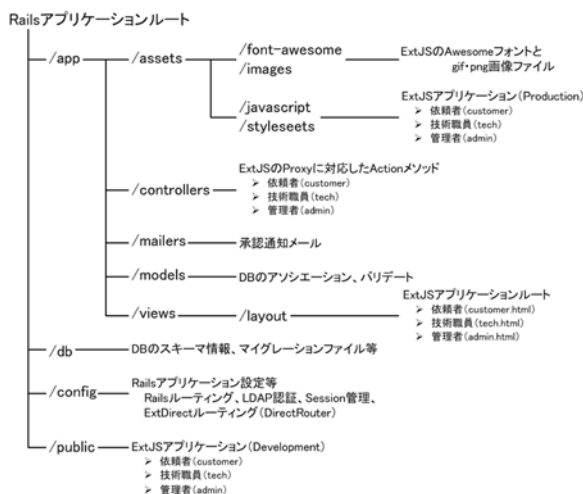 Railsアプリケーションルート
/app
/assets
/font-awesome
/images
ExtJSのAwesomeフォントと
gif・png画像ファイル
/javascript
/styleseets
ExtJSアプリケーション(Production)
➢ 依頼者(customer)
➢ 技術職員(tech)
➢ 管理者(admin)
/controllers
ExtJSのProxyに対応したActionメソッド
➢ 依頼者(customer)
➢ 技術職員(tech)
➢ 管理者(admin)
/mailers
承認通知メール
/models
DBのアソシエーション、バリデート
/views
/layout
ExtJSアプリケーションルート
➢ 依頼者(customer.html)
➢ 技術職員(tech.html)
➢ 管理者(admin.html)
/db
DBのスキーマ情報、マイグレーションファイル等
/config
Railsアプリケーション設定等
Railsルーティング、LDAP認証、Session管理、
ExtDirectルーティング(DirectRouter)
/public
ExtJSアプリケーション(Development)
➢ 依頼者(customer)
➢ 技術職員(tech)
➢ 管理者(admin)